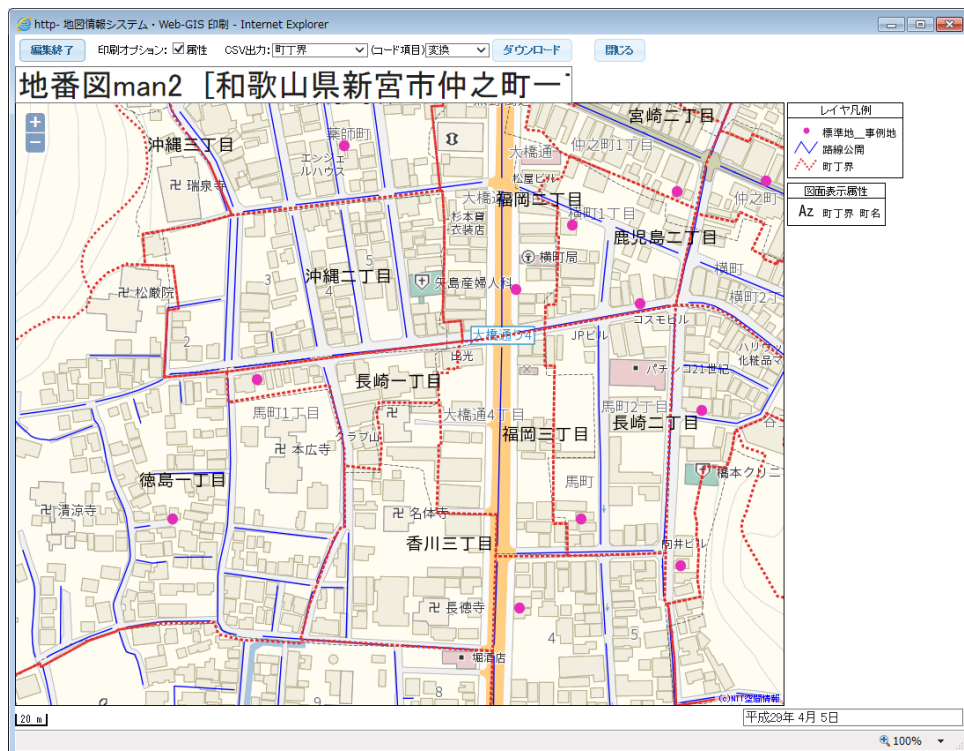 http- 地図情報システム・Web-GIS 印刷 - Internet Explorer
編集終了 印刷オプション: 属性 CSV出力: 町丁界 (コード項目) 変換 ダウンロード 閉じる
地番図man2 [和歌山県新宮市仲之町一
レイヤ凡例
標準地__事例地
路線公開
町丁界
図面表示属性
Az 町丁界 町名
宮崎二丁目
沖縄三丁目
薬師町
エンジェ
ルハウス
大橋通
仲之町1丁目
瑞泉寺
松屋ビル
福岡二丁目
仲之町
杉本貸
衣装店
横町1丁目
鹿児島二丁目
横町局
沖縄二丁目
3
4
5
矢島産婦人科
横町
横町2
松厳院
コスモビル
2
大橋通り4
JPビル
出光
パチンコ21世紀
長崎一丁目
馬町1丁目
大橋通4丁目
馬町2丁目
長崎二丁目
クラブ山
福岡三丁目
本広寺
徳島一丁目
馬町
橋本クリニ
清涼寺
名体寺
香川三丁目
向井ビル
長徳寺
4
5
堀酒店
8
9
(c)NTT空間情報
20 m
平成29年 4月 5日
100%